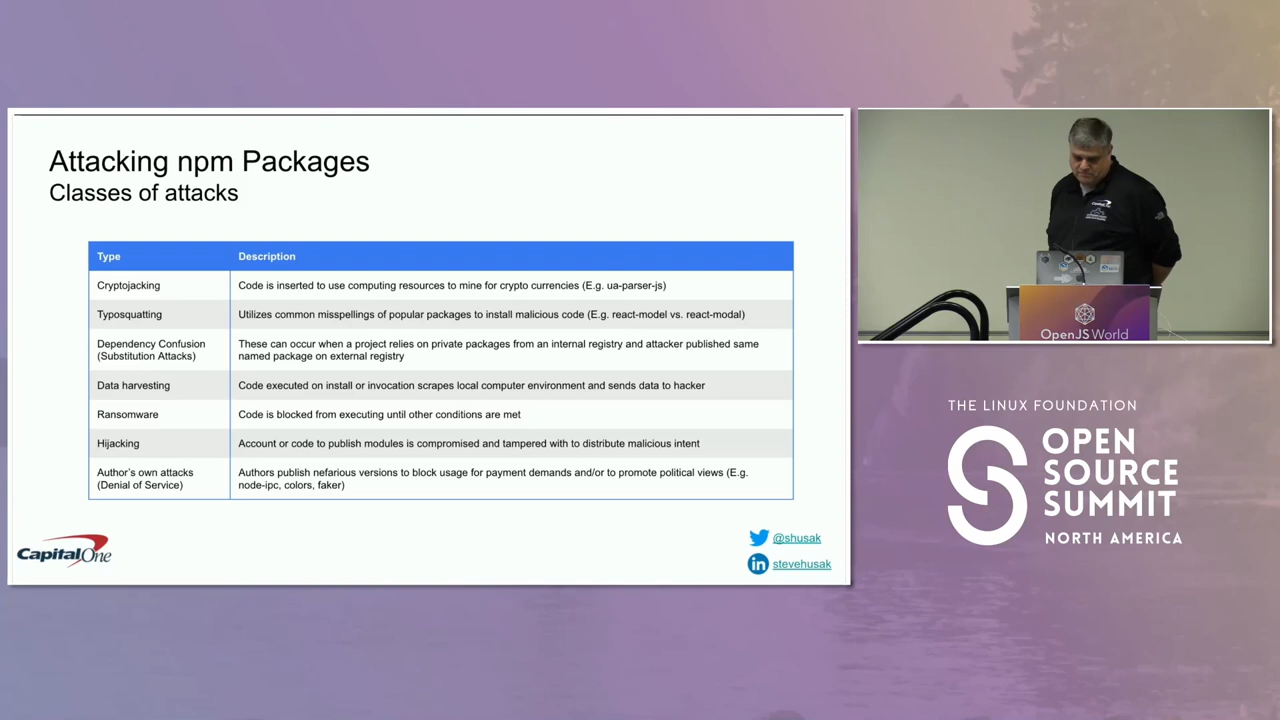 Attacking npm Packages
Classes of attacks
Type Description
Cryptojacking Code is inserted to use computing resources to mine for crypto currencies (E.g. ua-parser-js)
Typosquatting Utilizes common misspellings of popular packages to install malicious code (E.g. react-model vs. react-modal)
Dependency Confusion These can occur when a project relies on private packages from an internal registry and attacker published same
(Substitution Attacks) named package on external registry
Data harvesting Code executed on install or invocation scrapes local computer environment and sends data to hacker
Ransomware Code is blocked from executing until other conditions are met
Hijacking Account or code to publish modules is compromised and tampered with to distribute malicious intent
Author's own attacks Authors publish nefarious versions to block usage for payment demands and/or to promote political views (E.g.
(Denial of Service) node-ipc, colors, faker)
CapitalOne
@shusak
in stevehusak
CapitalOne
OpenJS World
THE LINUX FOUNDATION
OPEN
SOURCE
SUMMIT
NORTH AMERICA